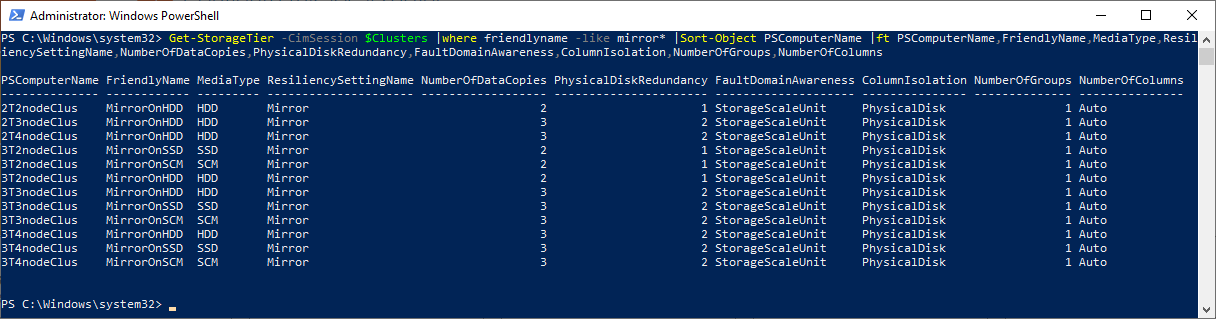 Administrator: Windows PowerShell
PS C:\Windows\system32> Get-StorageTier -CimSession $Clusters |where friendlyname -like mirror* |Sort-Object PSComputerName |ft PSComputerName,FriendlyName,MediaType,Resil
iencySettingName,NumberOfDataCopies,PhysicalDiskRedundancy,FaultDomainAwareness,ColumnIsolation,NumberOfGroups,NumberOfColumns
PSComputerName FriendlyName MediaType ResiliencySettingName NumberOfDataCopies PhysicalDiskRedundancy FaultDomainAwareness ColumnIsolation NumberOfGroups NumberOfColumns
-------------- ------------ --------- --------------------- ------------------ ---------------------- -------------------- --------------- -------------- ---------------
2T2nodeClus MirrorOnHDD HDD Mirror 2 1 StorageScaleUnit PhysicalDisk 1 Auto
2T3nodeClus MirrorOnHDD HDD Mirror 3 2 StorageScaleUnit PhysicalDisk 1 Auto
2T4nodeClus MirrorOnHDD HDD Mirror 3 2 StorageScaleUnit PhysicalDisk 1 Auto
3T2nodeClus MirrorOnSSD SSD Mirror 2 1 StorageScaleUnit PhysicalDisk 1 Auto
3T2nodeClus MirrorOnSCM SCM Mirror 2 1 StorageScaleUnit PhysicalDisk 1 Auto
3T2nodeClus MirrorOnHDD HDD Mirror 2 1 StorageScaleUnit PhysicalDisk 1 Auto
3T3nodeClus MirrorOnHDD HDD Mirror 3 2 StorageScaleUnit PhysicalDisk 1 Auto
3T3nodeClus MirrorOnSSD SSD Mirror 3 2 StorageScaleUnit PhysicalDisk 1 Auto
3T3nodeClus MirrorOnSCM SCM Mirror 3 2 StorageScaleUnit PhysicalDisk 1 Auto
3T4nodeClus MirrorOnHDD HDD Mirror 3 2 StorageScaleUnit PhysicalDisk 1 Auto
3T4nodeClus MirrorOnSSD SSD Mirror 3 2 StorageScaleUnit PhysicalDisk 1 Auto
3T4nodeClus MirrorOnSCM SCM Mirror 3 2 StorageScaleUnit PhysicalDisk 1 Auto
PS C:\Windows\system32>